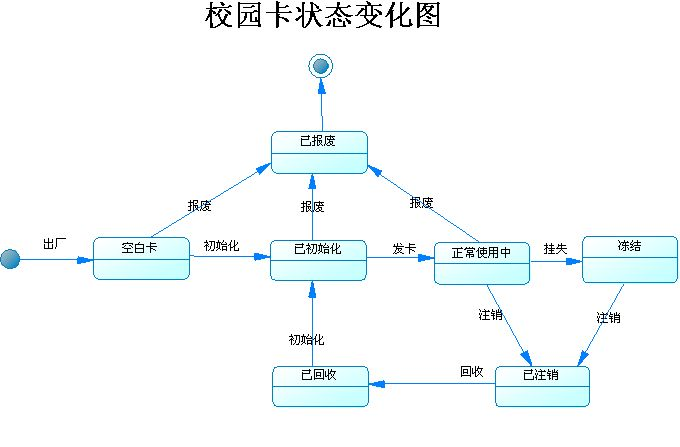 校园卡状态变化图
已报废
报废
报废
报废
出厂
空白卡
初始化
已初始化
发卡
正常使用中
挂失
冻结
注销
注销
初始化
已回收
回收
已注销